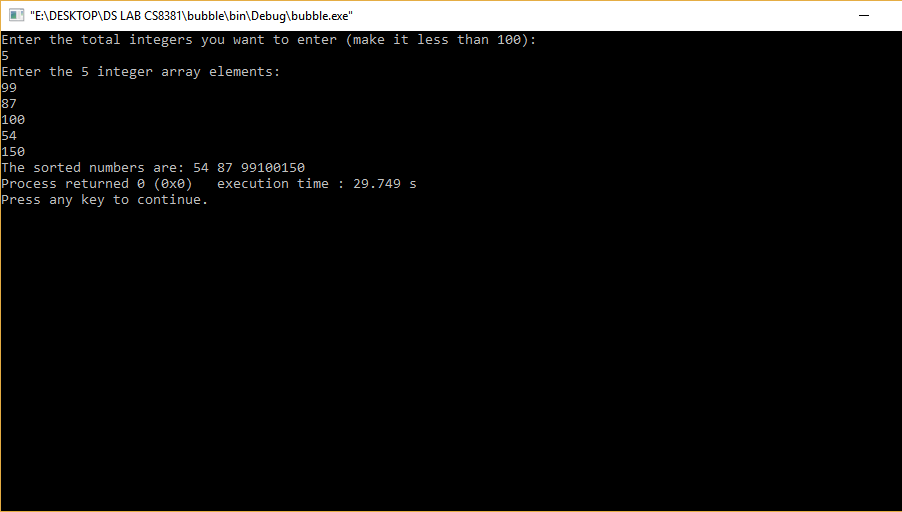 "E:\DESKTOP\DS LAB CS8381\bubble\bin\Debug\bubble.exe"
Enter the total integers you want to enter (make it less than 100):
5
Enter the 5 integer array elements:
99
87
100
54
150
The sorted numbers are: 54 87 99100150
Process returned 0 (0x0)   execution time : 29.749 s
Press any key to continue.